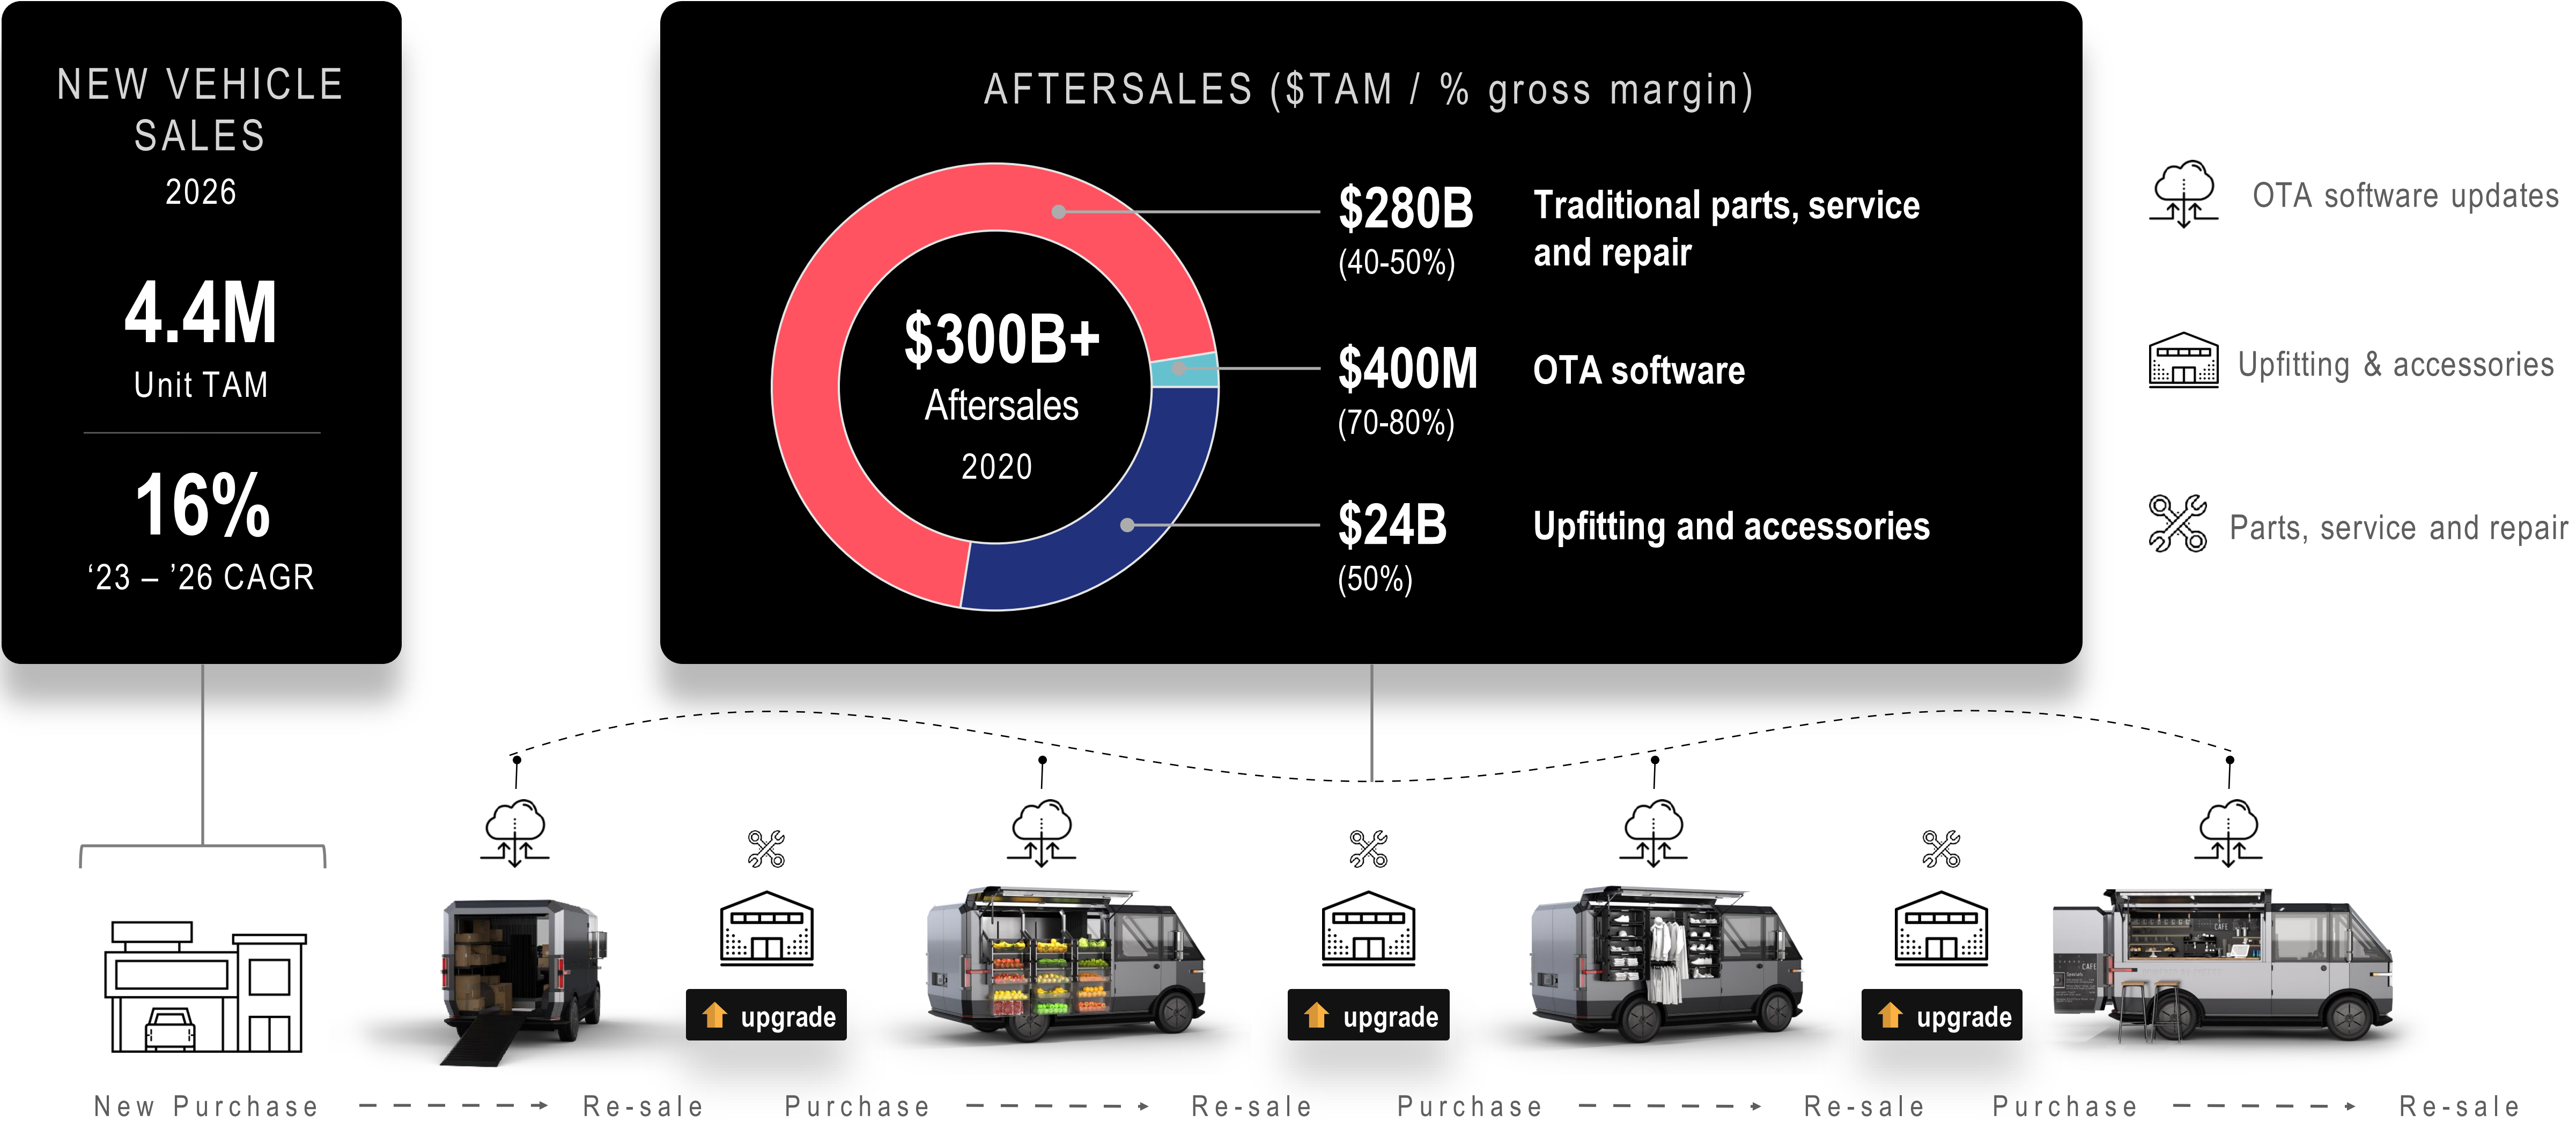 NEW VEHICLE
SALES
2026
4.4M
Unit TAM
16%
‘23 – ’26 CAGR
AFTERSALES ($TAM / % gross margin)
$300B+
Aftersales
2020
$280B
(40-50%)
Traditional parts, service
and repair
$400M
(70-80%)
OTA software
$24B
(50%)
Upfitting and accessories
OTA software updates
Upfitting & accessories
Parts, service and repair
upgrade
upgrade
upgrade
CAFE
CAFE
New Purchase
Re-sale
Purchase
Re-sale
Purchase
Re-sale
Purchase
Re-sale